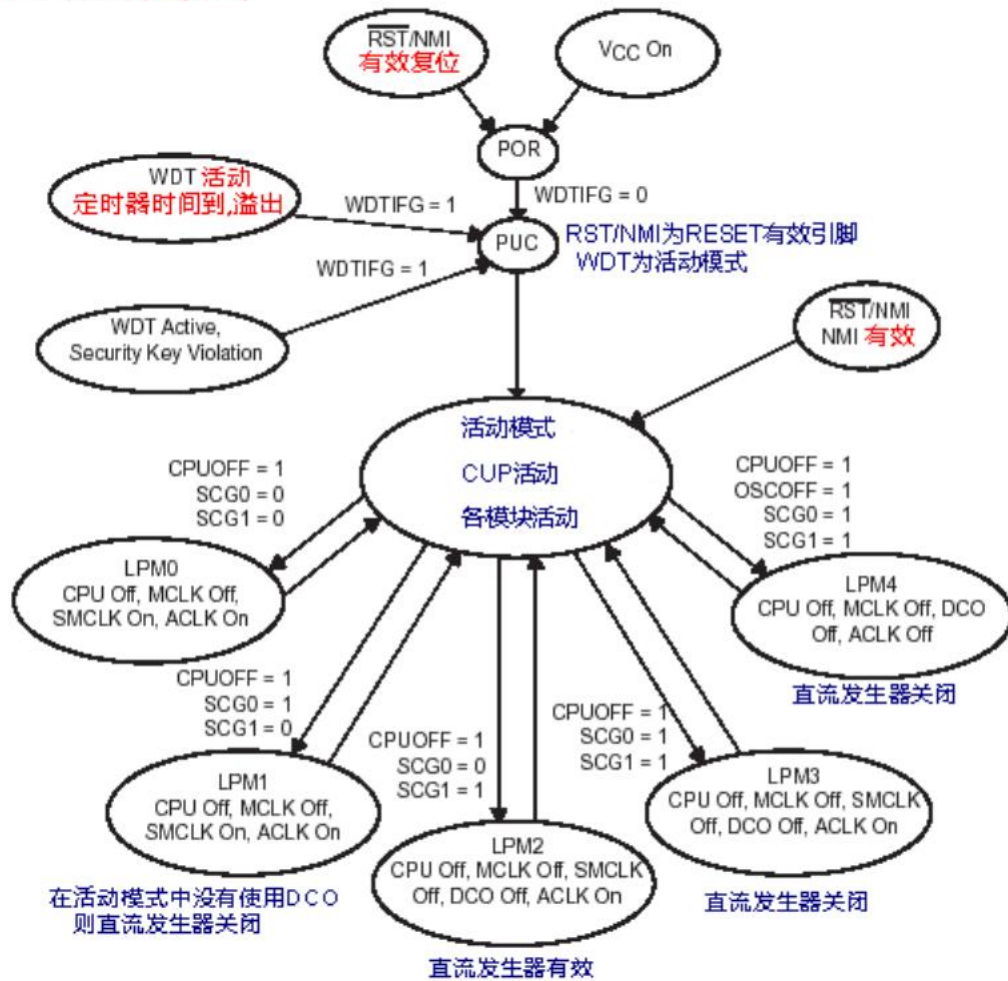 RST/NMI
有效复位
VCC On
POR
WDT 活动
定时器时间到,溢出
WDTIFG = 1
WDTIFG = 0
PUC
RST/NMI为RESET有效引脚
WDT为活动模式
WDTIFG = 1
WDT Active,
Security Key Violation
RST/NMI
NMI 有效
活动模式
CUP活动
各模块活动
CPUOFF = 1
SCG0 = 0
SCG1 = 0
CPUOFF = 1
OSCOFF = 1
SCG0 = 1
SCG1 = 1
LPM0
CPU Off, MCLK Off,
SMCLK On, ACLK On
LPM4
CPU Off, MCLK Off, DCO
Off, ACLK Off
直流发生器关闭
CPUOFF = 1
SCG0 = 1
SCG1 = 0
CPUOFF = 1
SCG0 = 0
SCG1 = 1
CPUOFF = 1
SCG0 = 1
SCG1 = 1
LPM1
CPU Off, MCLK Off,
SMCLK On, ACLK On
LPM2
CPU Off, MCLK Off, SMCLK
Off, DCO Off, ACLK On
LPM3
CPU Off, MCLK Off, SMCLK
Off, DCO Off, ACLK On
在活动模式中没有使用DCO
则直流发生器关闭
直流发生器有效
直流发生器关闭